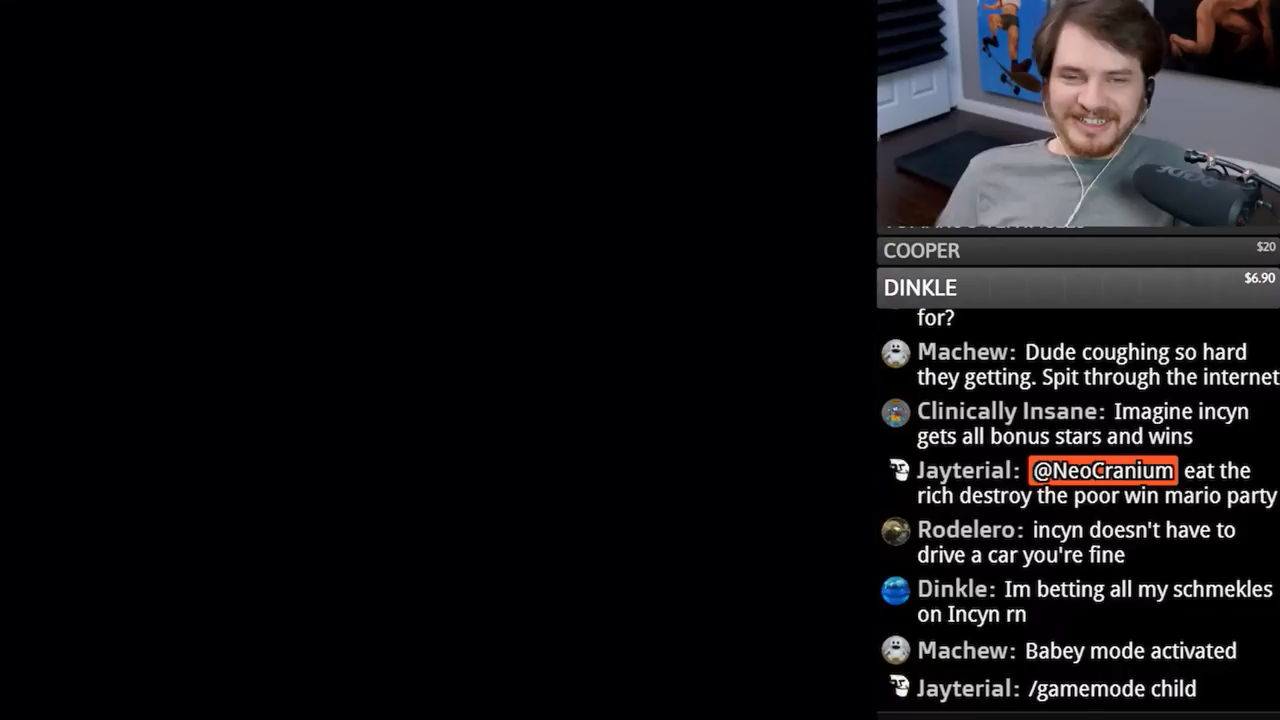 RODE
COOPER
$20
DINKLE
$6.90
for?
Machew: Dude coughing so hard
they getting. Spit through the internet
Clinically Insane: Imagine incyn
gets all bonus stars and wins
Jayterial: @NeoCranium eat the
rich destroy the poor win mario party
Rodelero: incyn doesn't have to
drive a car you're fine
Dinkle: Im betting all my schmekles
on Incyn rn
Machew: Babey mode activated
Jayterial: /gamemode child